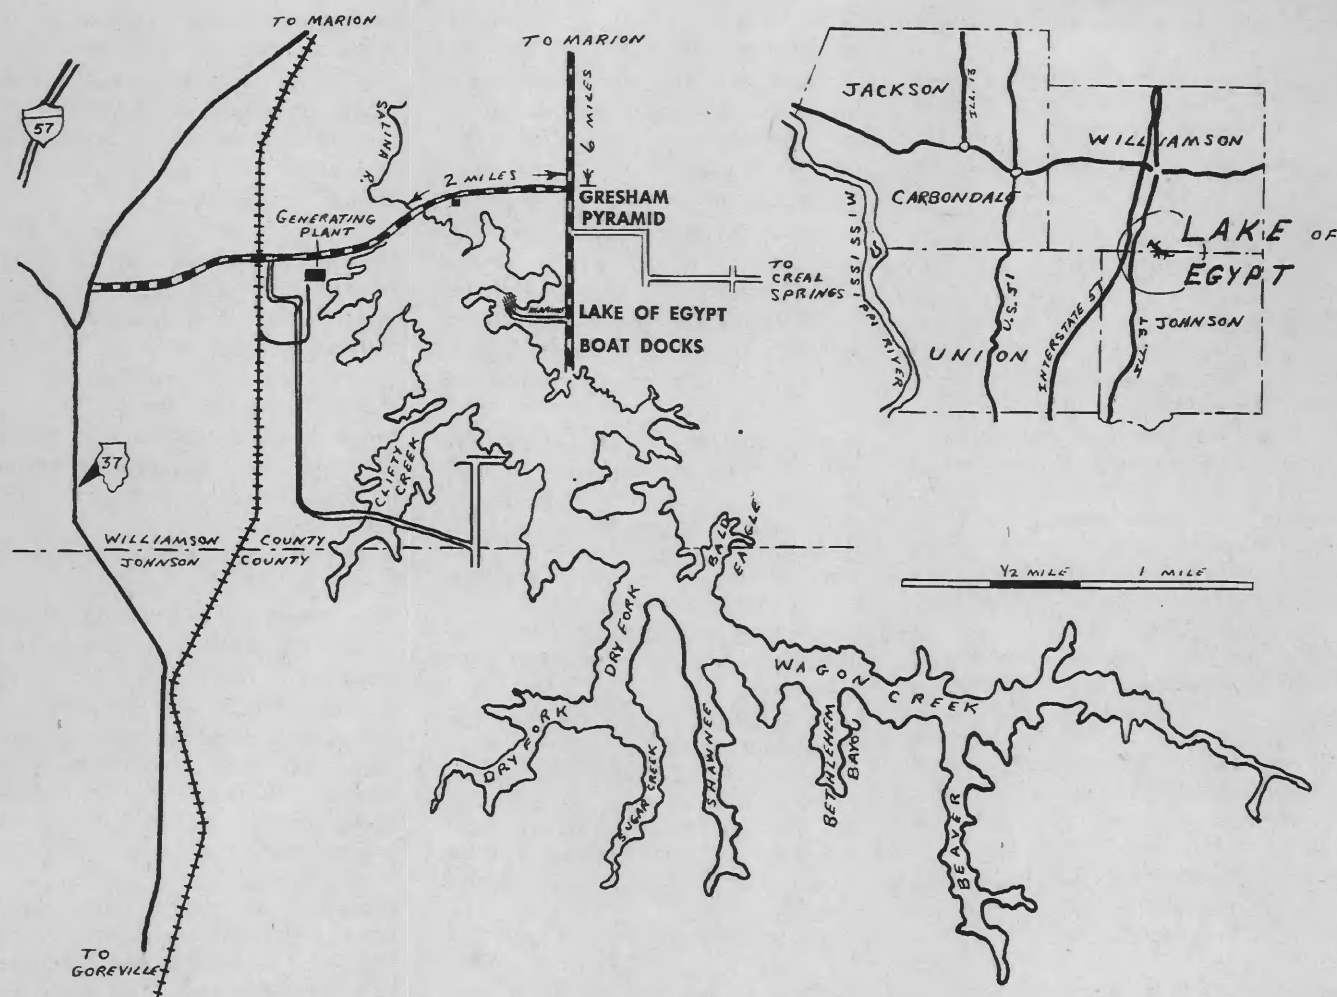 TO MARION
57
SALINA R.
TO MARION
6 MILES
2 MILES
GRESHAM
PYRAMID
GENERATING
PLANT
TO
CREAL
SPRINGS
LAKE OF EGYPT
BOAT DOCKS
CLIFTY
CREEK
37
WILLIAMSON COUNTY
JOHNSON COUNTY
BALD
EAGLE
1/2 MILE 1 MILE
DRY FORK
DRY FORK
SUGAR CREEK
SHAWNEE
WAGON CREEK
BETHLEHEM
BAYOU
BEAVER
TO
GOREVILLE
JACKSON
ILL. 13
WILLIAMSON
CARBONDALE
MISSISSIPPI RIVER
LAKE OF
EGYPT
U.S. 51
INTERSTATE 57
ILL. 37
JOHNSON
UNION